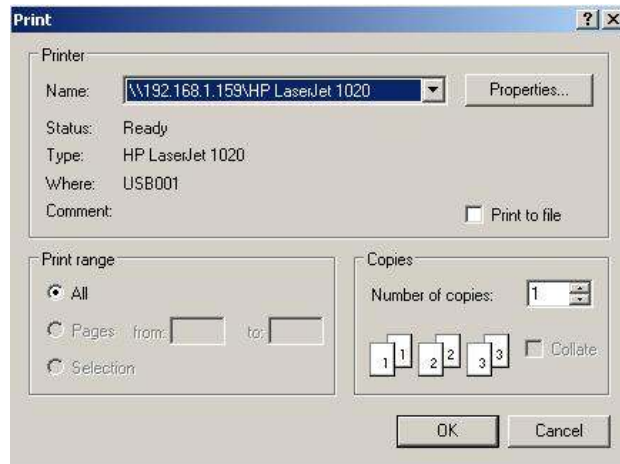 Print
Printer
Name: \\192.168.1.159\HP LaserJet 1020 Properties...
Status: Ready
Type: HP LaserJet 1020
Where: USB001
Comment: Print to file
Print range
All
Pages from: to:
Selection
Copies
Number of copies: 1
1 1 2 2 3 3 Collate
OK Cancel